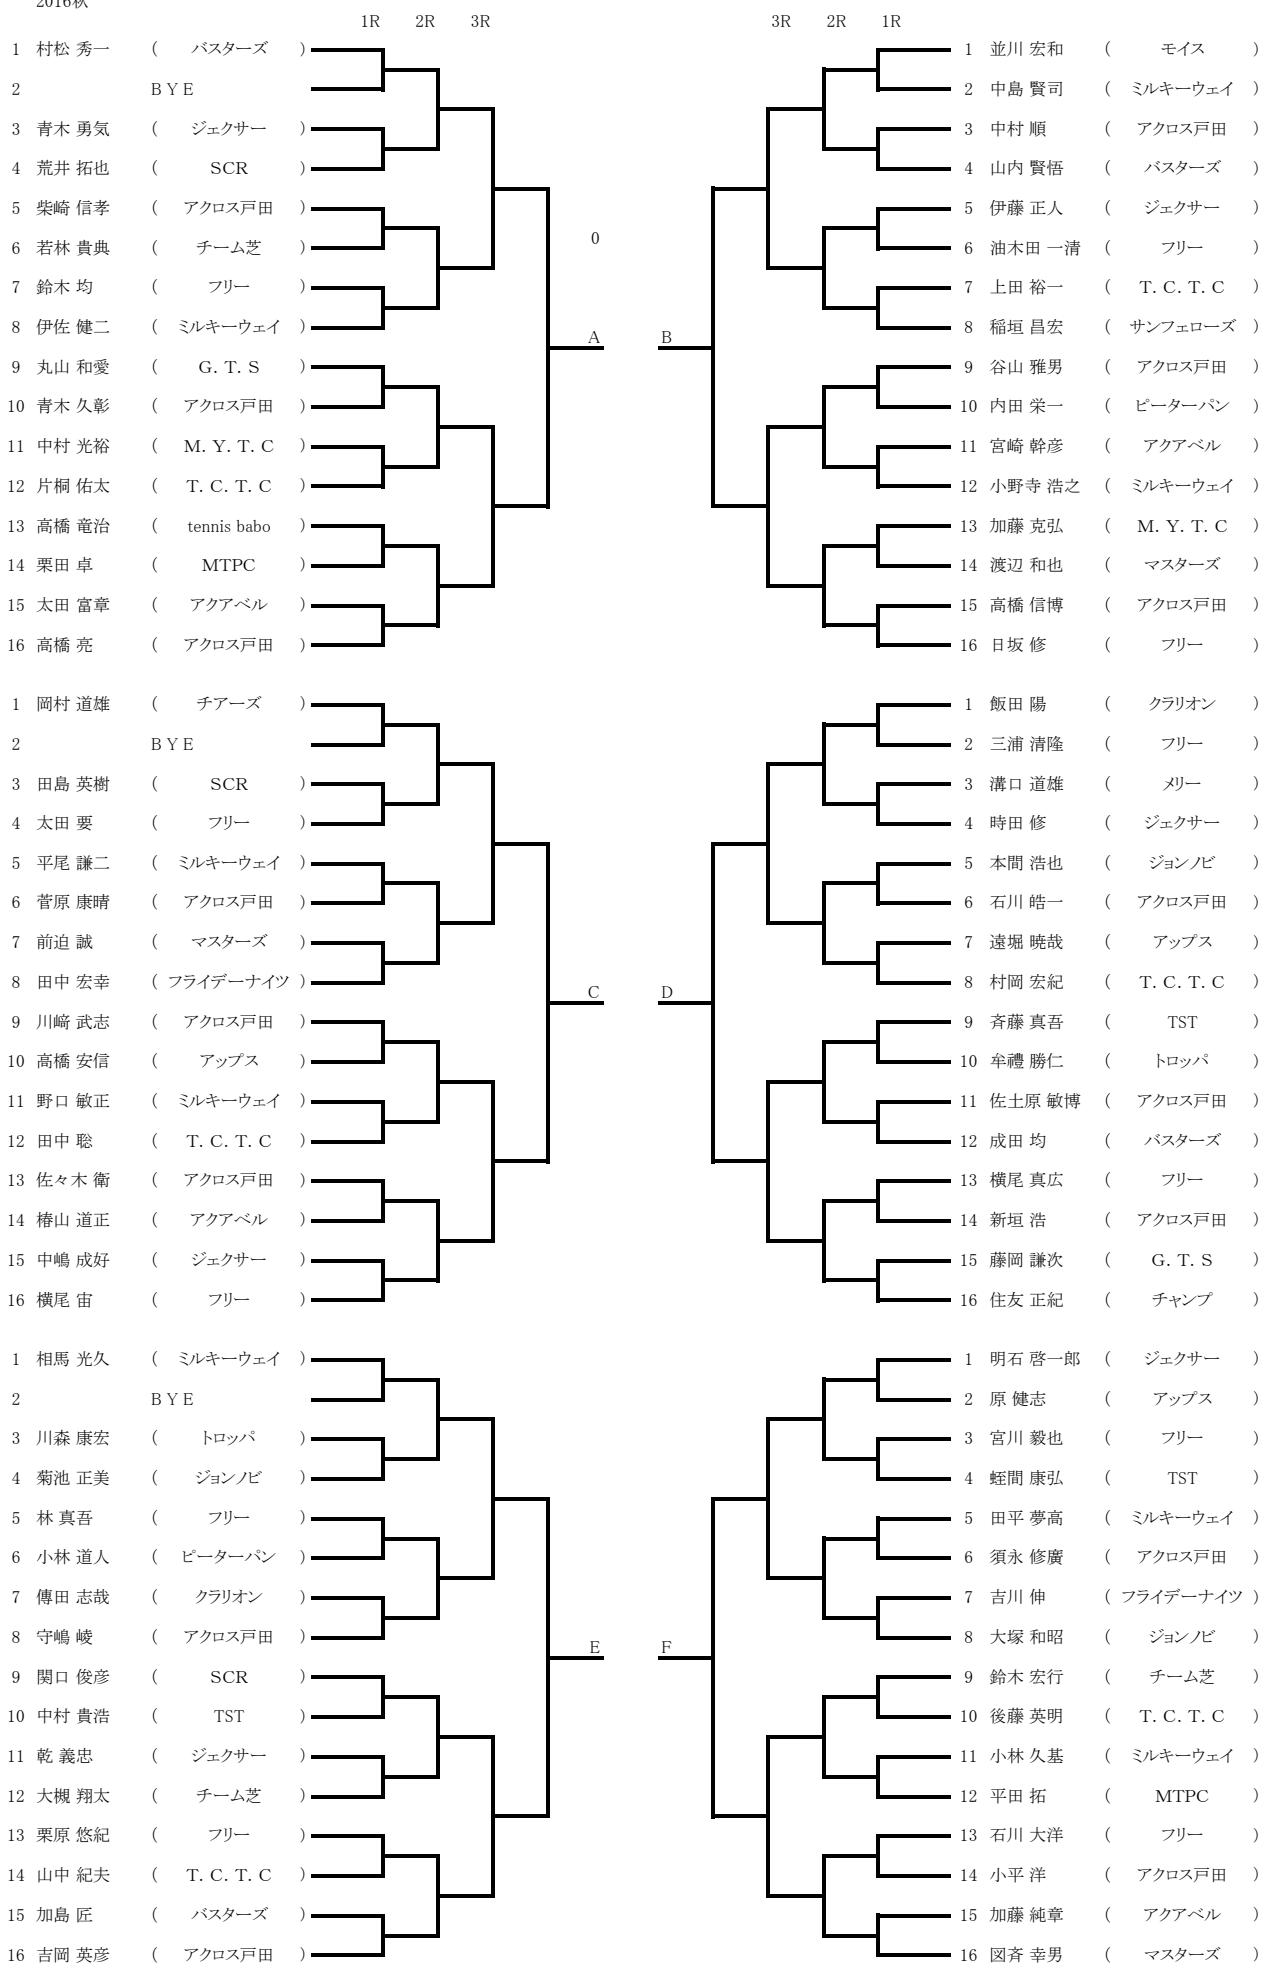 2016秋
1R 2R 3R
1 村松 秀一 ( バスターズ )
2 BYE
3 青木 勇気 ( ジェクサー )
4 荒井 拓也 ( SCR )
5 柴崎 信孝 ( アクロス戸田 )
6 若林 貴典 ( チーム芝 )
7 鈴木 均 ( フリー )
8 伊佐 健二 ( ミルキーウェイ )
9 丸山 和愛 ( G. T. S )
10 青木 久彰 ( アクロス戸田 )
11 中村 光裕 ( M. Y. T. C )
12 片桐 佑太 ( T. C. T. C )
13 高橋 竜治 ( tennis babo )
14 栗田 卓 ( MTPC )
15 太田 富章 ( アクアベル )
16 高橋 亮 ( アクロス戸田 )
0
A
3R 2R 1R
1 並川 宏和 ( モイス )
2 中島 賢司 ( ミルキーウェイ )
3 中村 順 ( アクロス戸田 )
4 山内 賢悟 ( バスターズ )
5 伊藤 正人 ( ジェクサー )
6 油木田 一清 ( フリー )
7 上田 裕一 ( T. C. T. C )
8 稲垣 昌宏 ( サンフェローズ )
9 谷山 雅男 ( アクロス戸田 )
10 内田 栄一 ( ピーターパン )
11 宮崎 幹彦 ( アクアベル )
12 小野寺 浩之 ( ミルキーウェイ )
13 加藤 克弘 ( M. Y. T. C )
14 渡辺 和也 ( マスターズ )
15 高橋 信博 ( アクロス戸田 )
16 日坂 修 ( フリー )
B
1 岡村 道雄 ( チアーズ )
2 BYE
3 田島 英樹 ( SCR )
4 太田 要 ( フリー )
5 平尾 謙二 ( ミルキーウェイ )
6 菅原 康晴 ( アクロス戸田 )
7 前迫 誠 ( マスターズ )
8 田中 宏幸 ( フライデーナイツ )
9 川﨑 武志 ( アクロス戸田 )
10 高橋 安信 ( アップス )
11 野口 敏正 ( ミルキーウェイ )
12 田中 聡 ( T. C. T. C )
13 佐々木 衛 ( アクロス戸田 )
14 椿山 道正 ( アクアベル )
15 中嶋 成好 ( ジェクサー )
16 横尾 宙 ( フリー )
C
1 飯田 陽 ( クラリオン )
2 三浦 清隆 ( フリー )
3 溝口 道雄 ( メリー )
4 時田 修 ( ジェクサー )
5 本間 浩也 ( ジョンノビ )
6 石川 皓一 ( アクロス戸田 )
7 遠堀 暁哉 ( アップス )
8 村岡 宏紀 ( T. C. T. C )
9 斉藤 真吾 ( TST )
10 牟禮 勝仁 ( トロッパ )
11 佐土原 敏博 ( アクロス戸田 )
12 成田 均 ( バスターズ )
13 横尾 真広 ( フリー )
14 新垣 浩 ( アクロス戸田 )
15 藤岡 謙次 ( G. T. S )
16 住友 正紀 ( チャンプ )
D
1 相馬 光久 ( ミルキーウェイ )
2 BYE
3 川森 康宏 ( トロッパ )
4 菊池 正美 ( ジョンノビ )
5 林 真吾 ( フリー )
6 小林 道人 ( ピーターパン )
7 傳田 志哉 ( クラリオン )
8 守嶋 崚 ( アクロス戸田 )
9 関口 俊彦 ( SCR )
10 中村 貴浩 ( TST )
11 乾 義忠 ( ジェクサー )
12 大槻 翔太 ( チーム芝 )
13 栗原 悠紀 ( フリー )
14 山中 紀夫 ( T. C. T. C )
15 加島 匠 ( バスターズ )
16 吉岡 英彦 ( アクロス戸田 )
E
1 明石 啓一郎 ( ジェクサー )
2 原 健志 ( アップス )
3 宮川 毅也 ( フリー )
4 蛭間 康弘 ( TST )
5 田平 夢高 ( ミルキーウェイ )
6 須永 修廣 ( アクロス戸田 )
7 吉川 伸 ( フライデーナイツ )
8 大塚 和昭 ( ジョンノビ )
9 鈴木 宏行 ( チーム芝 )
10 後藤 英明 ( T. C. T. C )
11 小林 久基 ( ミルキーウェイ )
12 平田 拓 ( MTPC )
13 石川 大洋 ( フリー )
14 小平 洋 ( アクロス戸田 )
15 加藤 純章 ( アクアベル )
16 図斉 幸男 ( マスターズ )
F